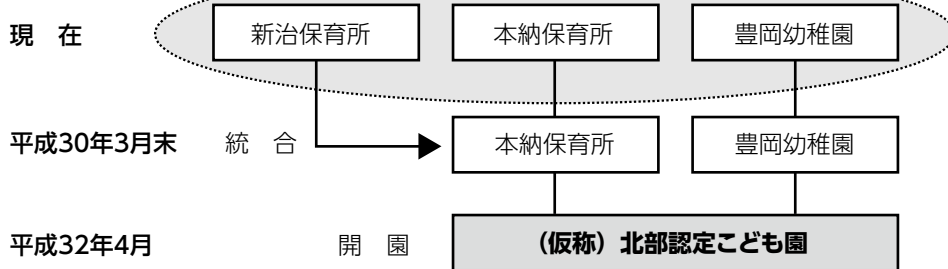 現 在 新治保育所 本納保育所 豊岡幼稚園
平成30年3月末 統 合 本納保育所 豊岡幼稚園
平成32年4月 開 園 (仮称)北部認定こども園